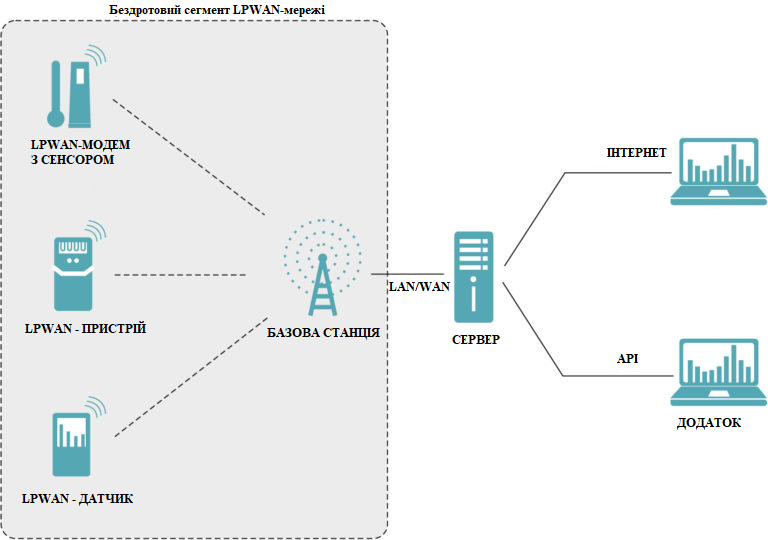 Бездротовий сегмент LPWAN-мережі
LPWAN-МОДЕМ
З СЕНСОРОМ
LPWAN - ПРИСТРІЙ
LPWAN - ДАТЧИК
БАЗОВА СТАНЦІЯ
LAN/WAN
СЕРВЕР
ІНТЕРНЕТ
API
ДОДАТОК